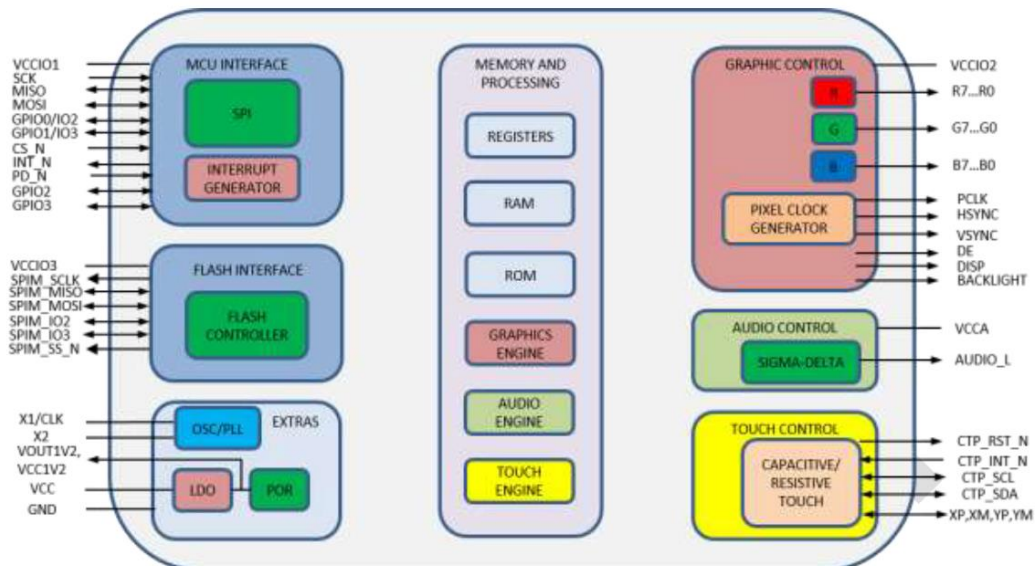 VCCIO1
SCK
MISO
MOSI
GPIO0/IO2
GPIO1/IO3
CS_N
INT_N
PD_N
GPIO2
GPIO3
MCU INTERFACE
SPI
INTERRUPT
GENERATOR
VCCIO3
SPIM_SCLK
SPIM_MISO
SPIM_MOSI
SPIM_IO2
SPIM_IO3
SPIM_SS_N
FLASH INTERFACE
FLASH
CONTROLLER
X1/CLK
X2
VOUT1V2,
VCC1V2
VCC
GND
OSC/PLL
EXTRAS
LDO
POR
MEMORY AND
PROCESSING
REGISTERS
RAM
ROM
GRAPHICS
ENGINE
AUDIO
ENGINE
TOUCH
ENGINE
GRAPHIC CONTROL
R
G
B
PIXEL CLOCK
GENERATOR
VCCIO2
R7...R0
G7...G0
B7...B0
PCLK
HSYNC
VSYNC
DE
DISP
BACKLIGHT
AUDIO CONTROL
SIGMA-DELTA
VCCA
AUDIO_L
TOUCH CONTROL
CAPACITIVE/
RESISTIVE
TOUCH
CTP_RST_N
CTP_INT_N
CTP_SCL
CTP_SDA
XP,XM,YP,YM